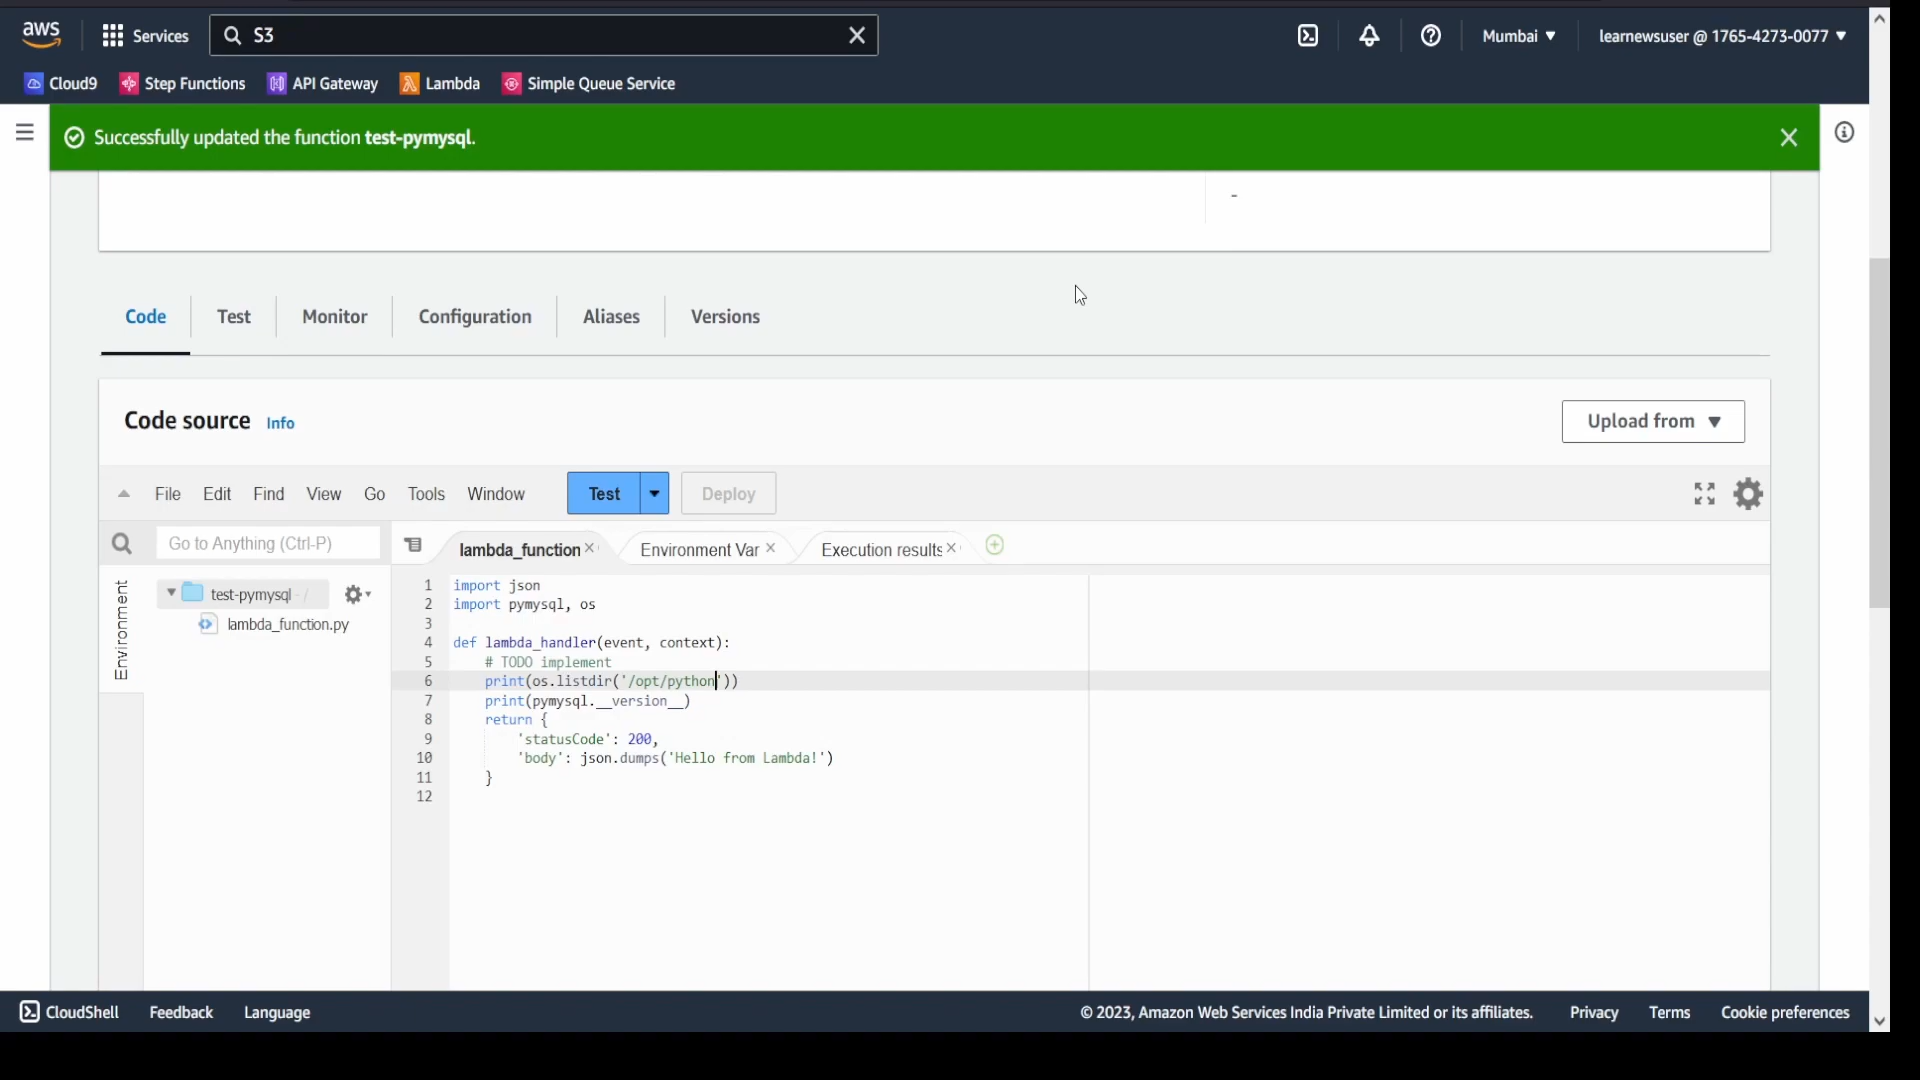 aws Services S3 Mumbai ▼ learnewsuser @ 1765-4273-0077 ▼
Cloud9 Step Functions API Gateway Lambda Simple Queue Service
Successfully updated the function test-pymysql.
-
Code Test Monitor Configuration Aliases Versions
Code source Info Upload from ▼
File Edit Find View Go Tools Window Test Deploy
Go to Anything (Ctrl-P) lambda_function × Environment Var × Execution results ×
Environment
test-pymysql - /
lambda_function.py
1 import json
2 import pymysql, os
3
4 def lambda_handler(event, context):
5     # TODO implement
6     print(os.listdir('/opt/python'))
7     print(pymysql.__version__)
8     return {
9         'statusCode': 200,
10         'body': json.dumps('Hello from Lambda!')
11     }
12
CloudShell Feedback Language © 2023, Amazon Web Services India Private Limited or its affiliates. Privacy Terms Cookie preferences